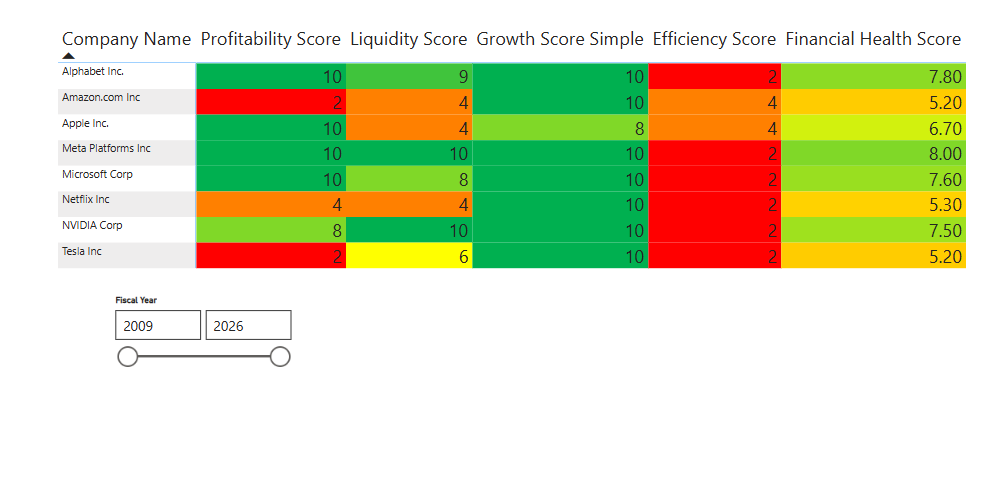 Company Name Profitability Score Liquidity Score Growth Score Simple Efficiency Score Financial Health Score
Alphabet Inc. 10 9 10 2 7.80
Amazon.com Inc 2 4 10 4 5.20
Apple Inc. 10 4 8 4 6.70
Meta Platforms Inc 10 10 10 2 8.00
Microsoft Corp 10 8 10 2 7.60
Netflix Inc 4 4 10 2 5.30
NVIDIA Corp 8 10 10 2 7.50
Tesla Inc 2 6 10 2 5.20
Fiscal Year
2009 2026